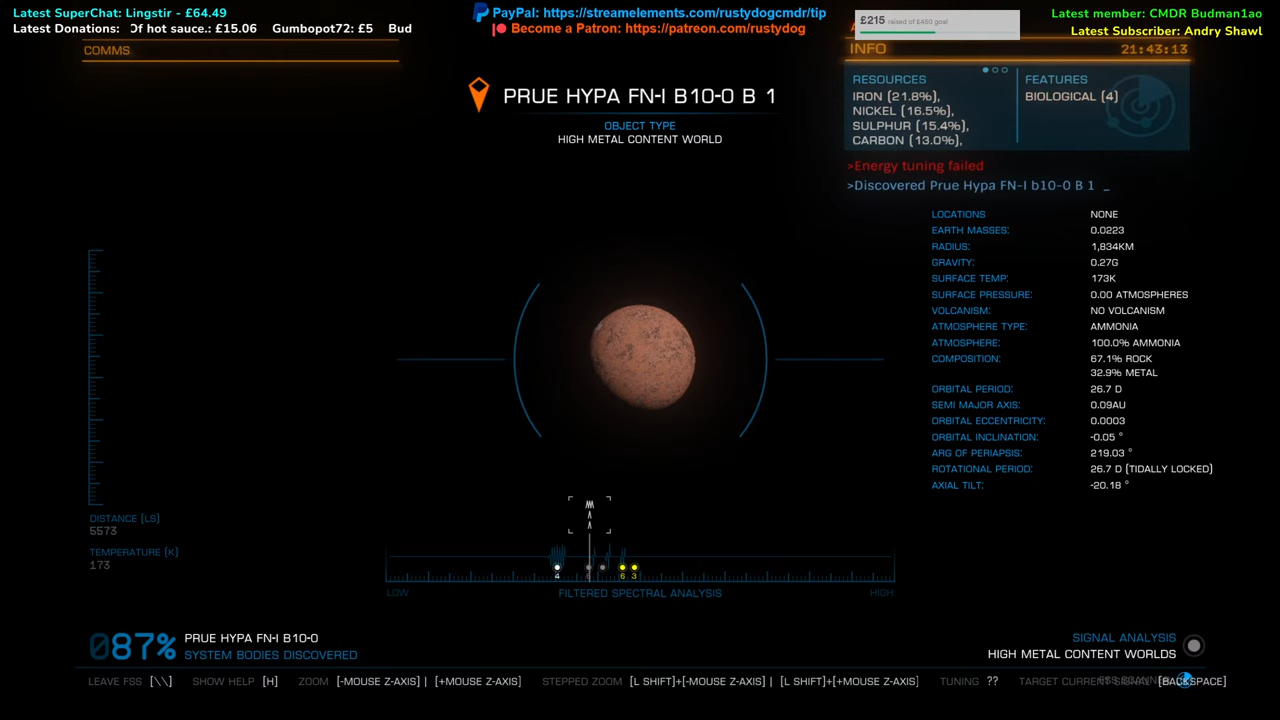 Latest SuperChat: Lingstir - £64.49
Latest Donations: Of hot sauce.: £15.06 Gumbopot72: £5 Bud
PayPal: https://streamelements.com/rustydogcmdr/tip
Become a Patron: https://patreon.com/rustydog
£215 raised of £450 goal
Latest member: CMDR Budman1ao
Latest Subscriber: Andry Shawl
COMMS
INFO 21:43:13
PRUE HYPA FN-I B10-0 B 1
OBJECT TYPE
HIGH METAL CONTENT WORLD
RESOURCES
IRON (21.8%),
NICKEL (16.5%),
SULPHUR (15.4%),
CARBON (13.0%),
FEATURES
BIOLOGICAL (4)
>Energy tuning failed
>Discovered Prue Hypa FN-I b10-0 B 1 _
LOCATIONS NONE
EARTH MASSES: 0.0223
RADIUS: 1,834KM
GRAVITY: 0.27G
SURFACE TEMP: 173K
SURFACE PRESSURE: 0.00 ATMOSPHERES
VOLCANISM: NO VOLCANISM
ATMOSPHERE TYPE: AMMONIA
ATMOSPHERE: 100.0% AMMONIA
COMPOSITION: 67.1% ROCK
32.9% METAL
ORBITAL PERIOD: 26.7 D
SEMI MAJOR AXIS: 0.09AU
ORBITAL ECCENTRICITY: 0.0003
ORBITAL INCLINATION: -0.05 °
ARG OF PERIAPSIS: 219.03 °
ROTATIONAL PERIOD: 26.7 D (TIDALLY LOCKED)
AXIAL TILT: -20.18 °
DISTANCE (LS)
5573
TEMPERATURE (K)
173
4 6 3
LOW FILTERED SPECTRAL ANALYSIS HIGH
087% PRUE HYPA FN-I B10-0
SYSTEM BODIES DISCOVERED
SIGNAL ANALYSIS
HIGH METAL CONTENT WORLDS
LEAVE FSS [\\] SHOW HELP [H] ZOOM [-MOUSE Z-AXIS] | [+MOUSE Z-AXIS] STEPPED ZOOM [L SHIFT]+[-MOUSE Z-AXIS] | [L SHIFT]+[+MOUSE Z-AXIS] TUNING ?? TARGET CURRENT SIGNAL [BACKSPACE]